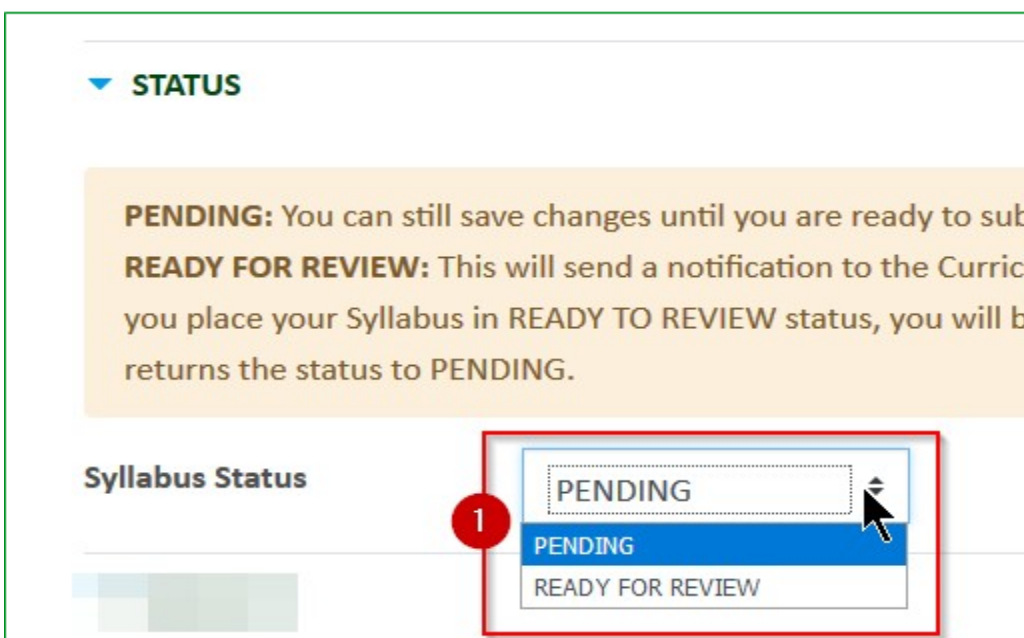 STATUS
PENDING: You can still save changes until you are ready to sub
READY FOR REVIEW: This will send a notification to the Curric
you place your Syllabus in READY TO REVIEW status, you will b
returns the status to PENDING.
Syllabus Status
PENDING
1
PENDING
READY FOR REVIEW